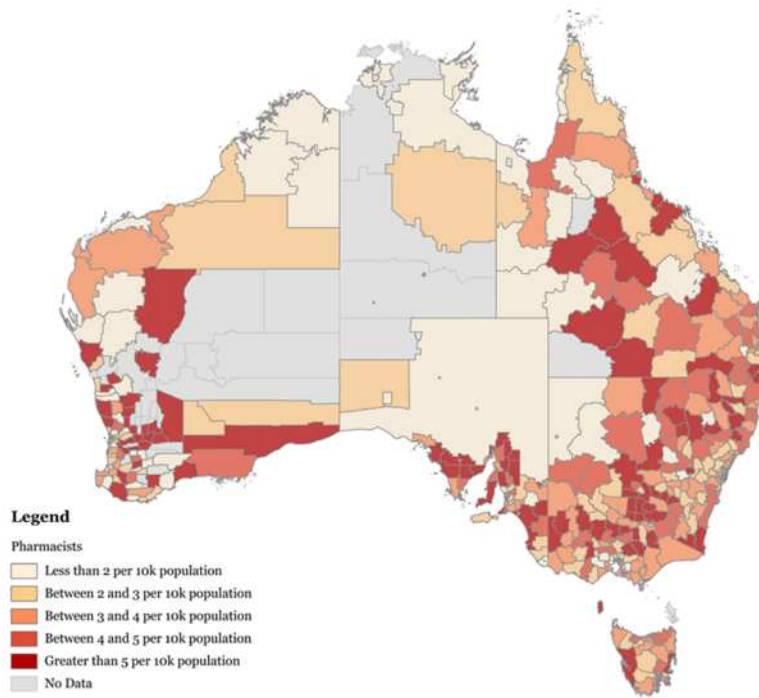 Legend
Pharmacists
Less than 2 per 10k population
Between 2 and 3 per 10k population
Between 3 and 4 per 10k population
Between 4 and 5 per 10k population
Greater than 5 per 10k population
No Data